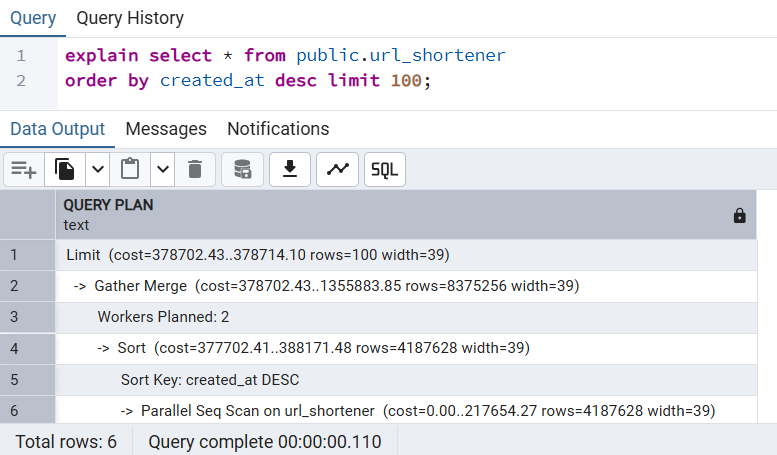 Query Query History
1 explain select * from public.url_shortener
2 order by created_at desc limit 100;
Data Output Messages Notifications
SQL
QUERY PLAN
text
1 Limit (cost=378702.43..378714.10 rows=100 width=39)
2 -> Gather Merge (cost=378702.43..1355883.85 rows=8375256 width=39)
3 Workers Planned: 2
4 -> Sort (cost=377702.41..388171.48 rows=4187628 width=39)
5 Sort Key: created_at DESC
6 -> Parallel Seq Scan on url_shortener (cost=0.00..217654.27 rows=4187628 width=39)
Total rows: 6 Query complete 00:00:00.110